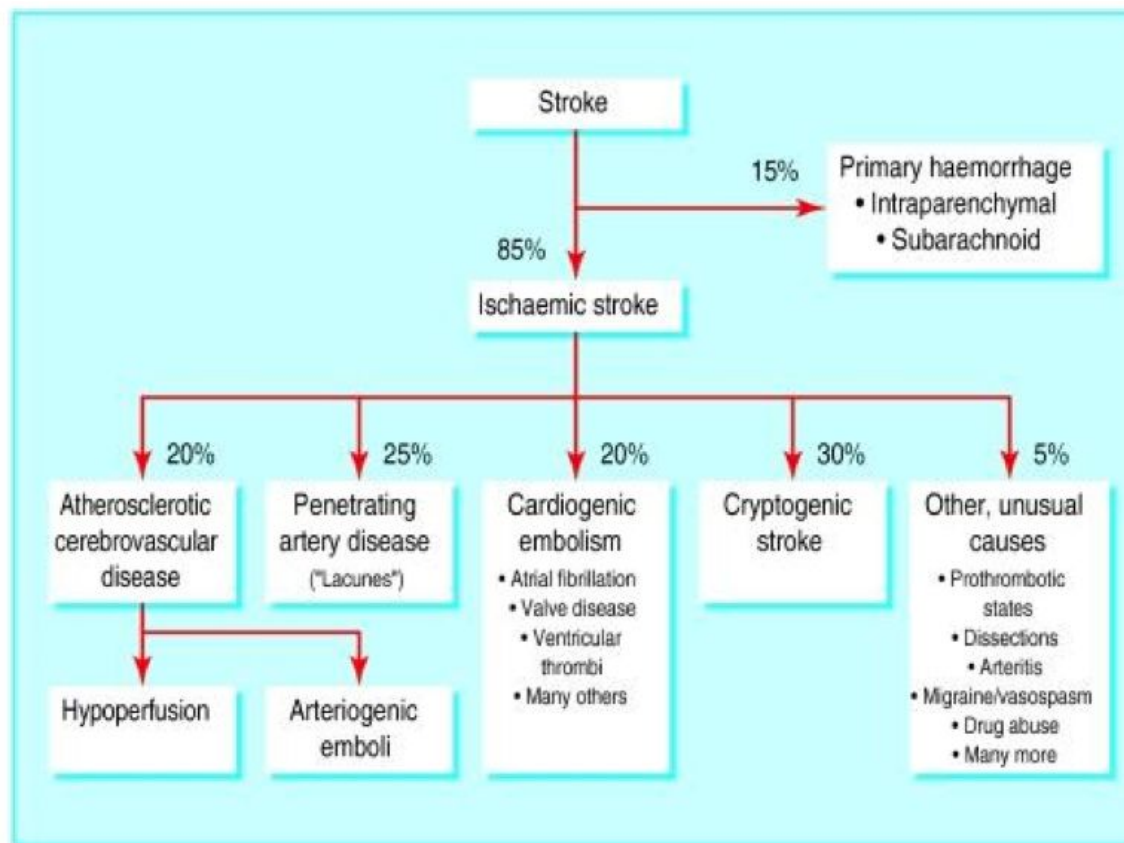 Stroke
15%
Primary haemorrhage
• Intraparenchymal
• Subarachnoid
85%
Ischaemic stroke
20%
Atherosclerotic
cerebrovascular
disease
25%
Penetrating
artery disease
("Lacunes")
20%
Cardiogenic
embolism
• Atrial fibrillation
• Valve disease
• Ventricular
thrombi
• Many others
30%
Cryptogenic
stroke
5%
Other, unusual
causes
• Prothrombotic
states
• Dissections
• Arteritis
• Migraine/vasospasm
• Drug abuse
• Many more
Hypoperfusion
Arteriogenic
emboli